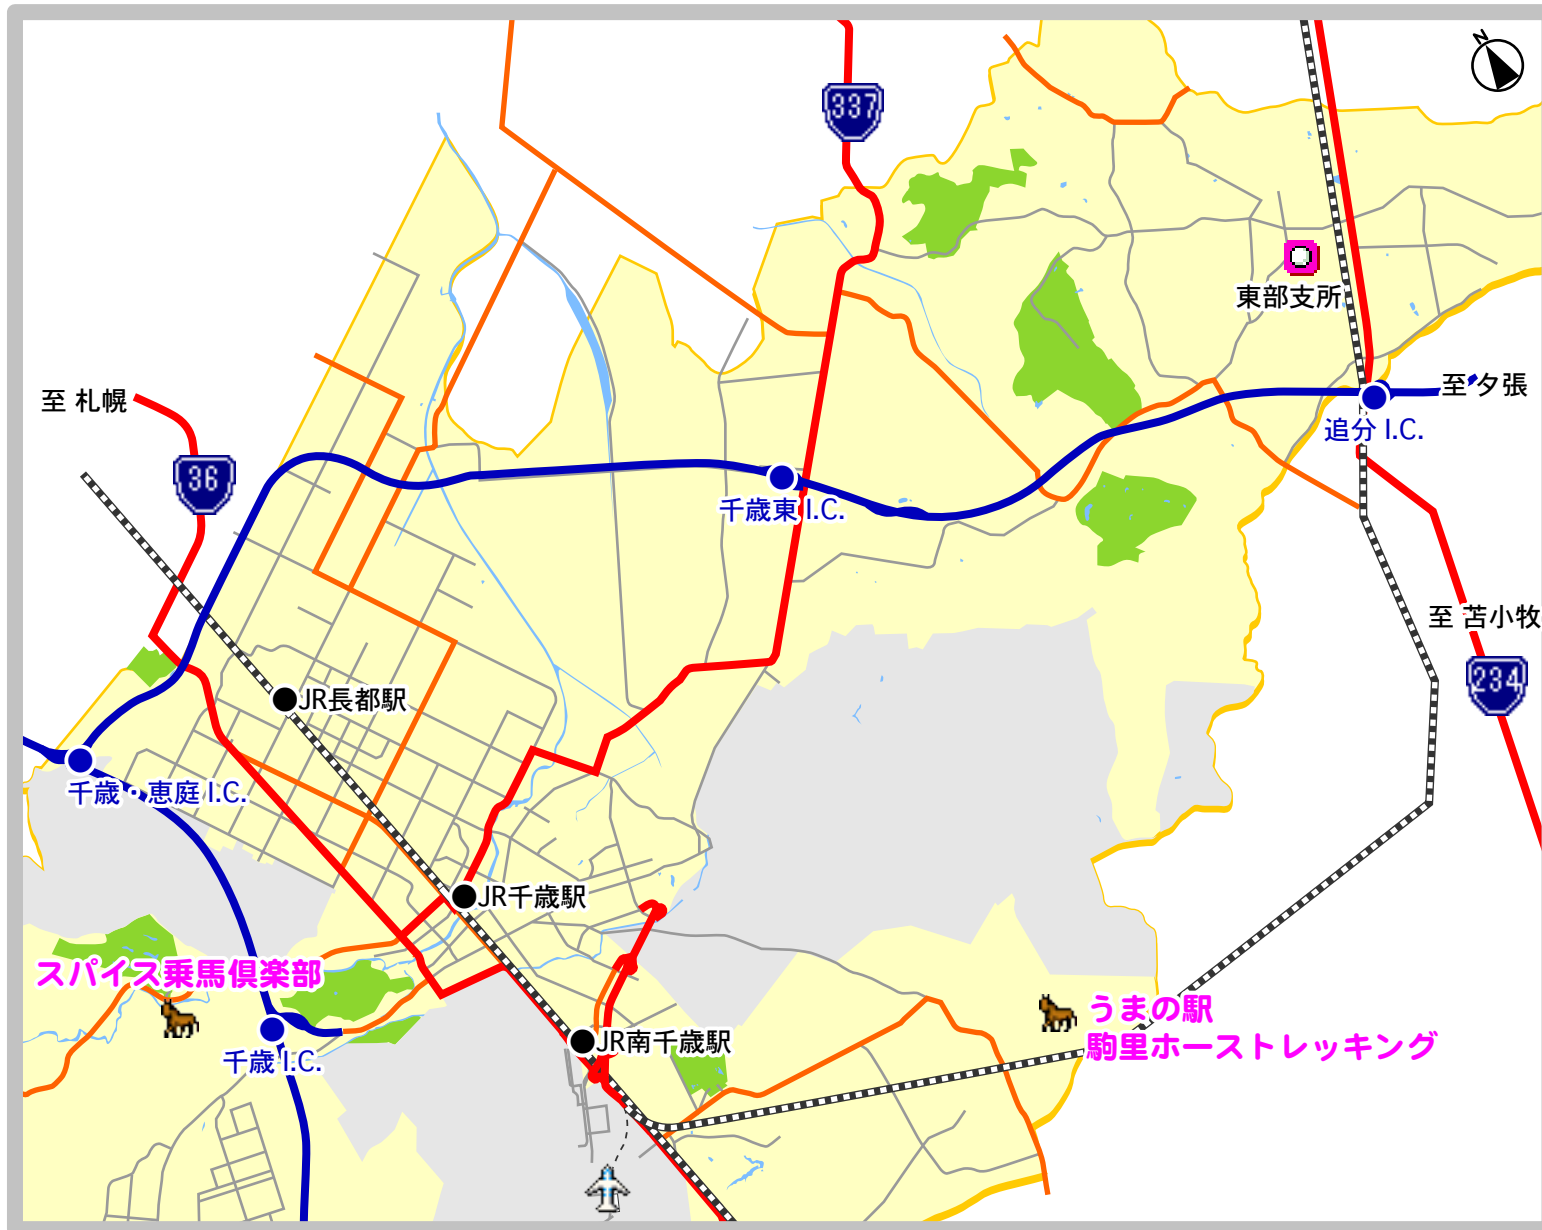 N
337
東部支所
至 札幌
至 夕張
追分 I.C.
36
千歳東 I.C.
至 苫小牧
234
JR長都駅
千歳・恵庭 I.C.
JR千歳駅
スパイス乗馬倶楽部
うまの駅
駒里ホーストレッキング
JR南千歳駅
千歳 I.C.